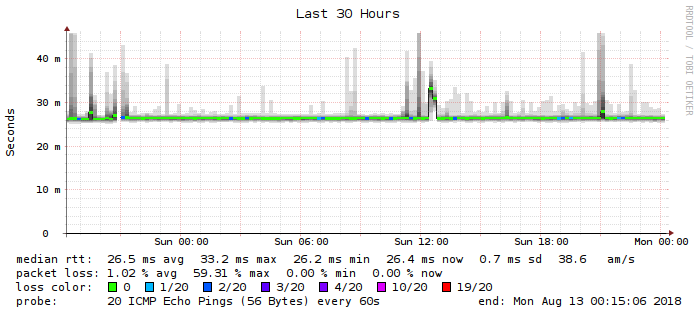 Last 30 Hours
RRDTOOL / TOBI OETIKER
Seconds
40 m
30 m
20 m
10 m
0
Sun 00:00 Sun 06:00 Sun 12:00 Sun 18:00 Mon 00:00
median rtt: 26.5 ms avg 33.2 ms max 26.2 ms min 26.4 ms now 0.7 ms sd 38.6 am/s
packet loss: 1.02 % avg 59.31 % max 0.00 % min 0.00 % now
loss color: 0 1/20 2/20 3/20 4/20 10/20 19/20
probe: 20 ICMP Echo Pings (56 Bytes) every 60s end: Mon Aug 13 00:15:06 2018